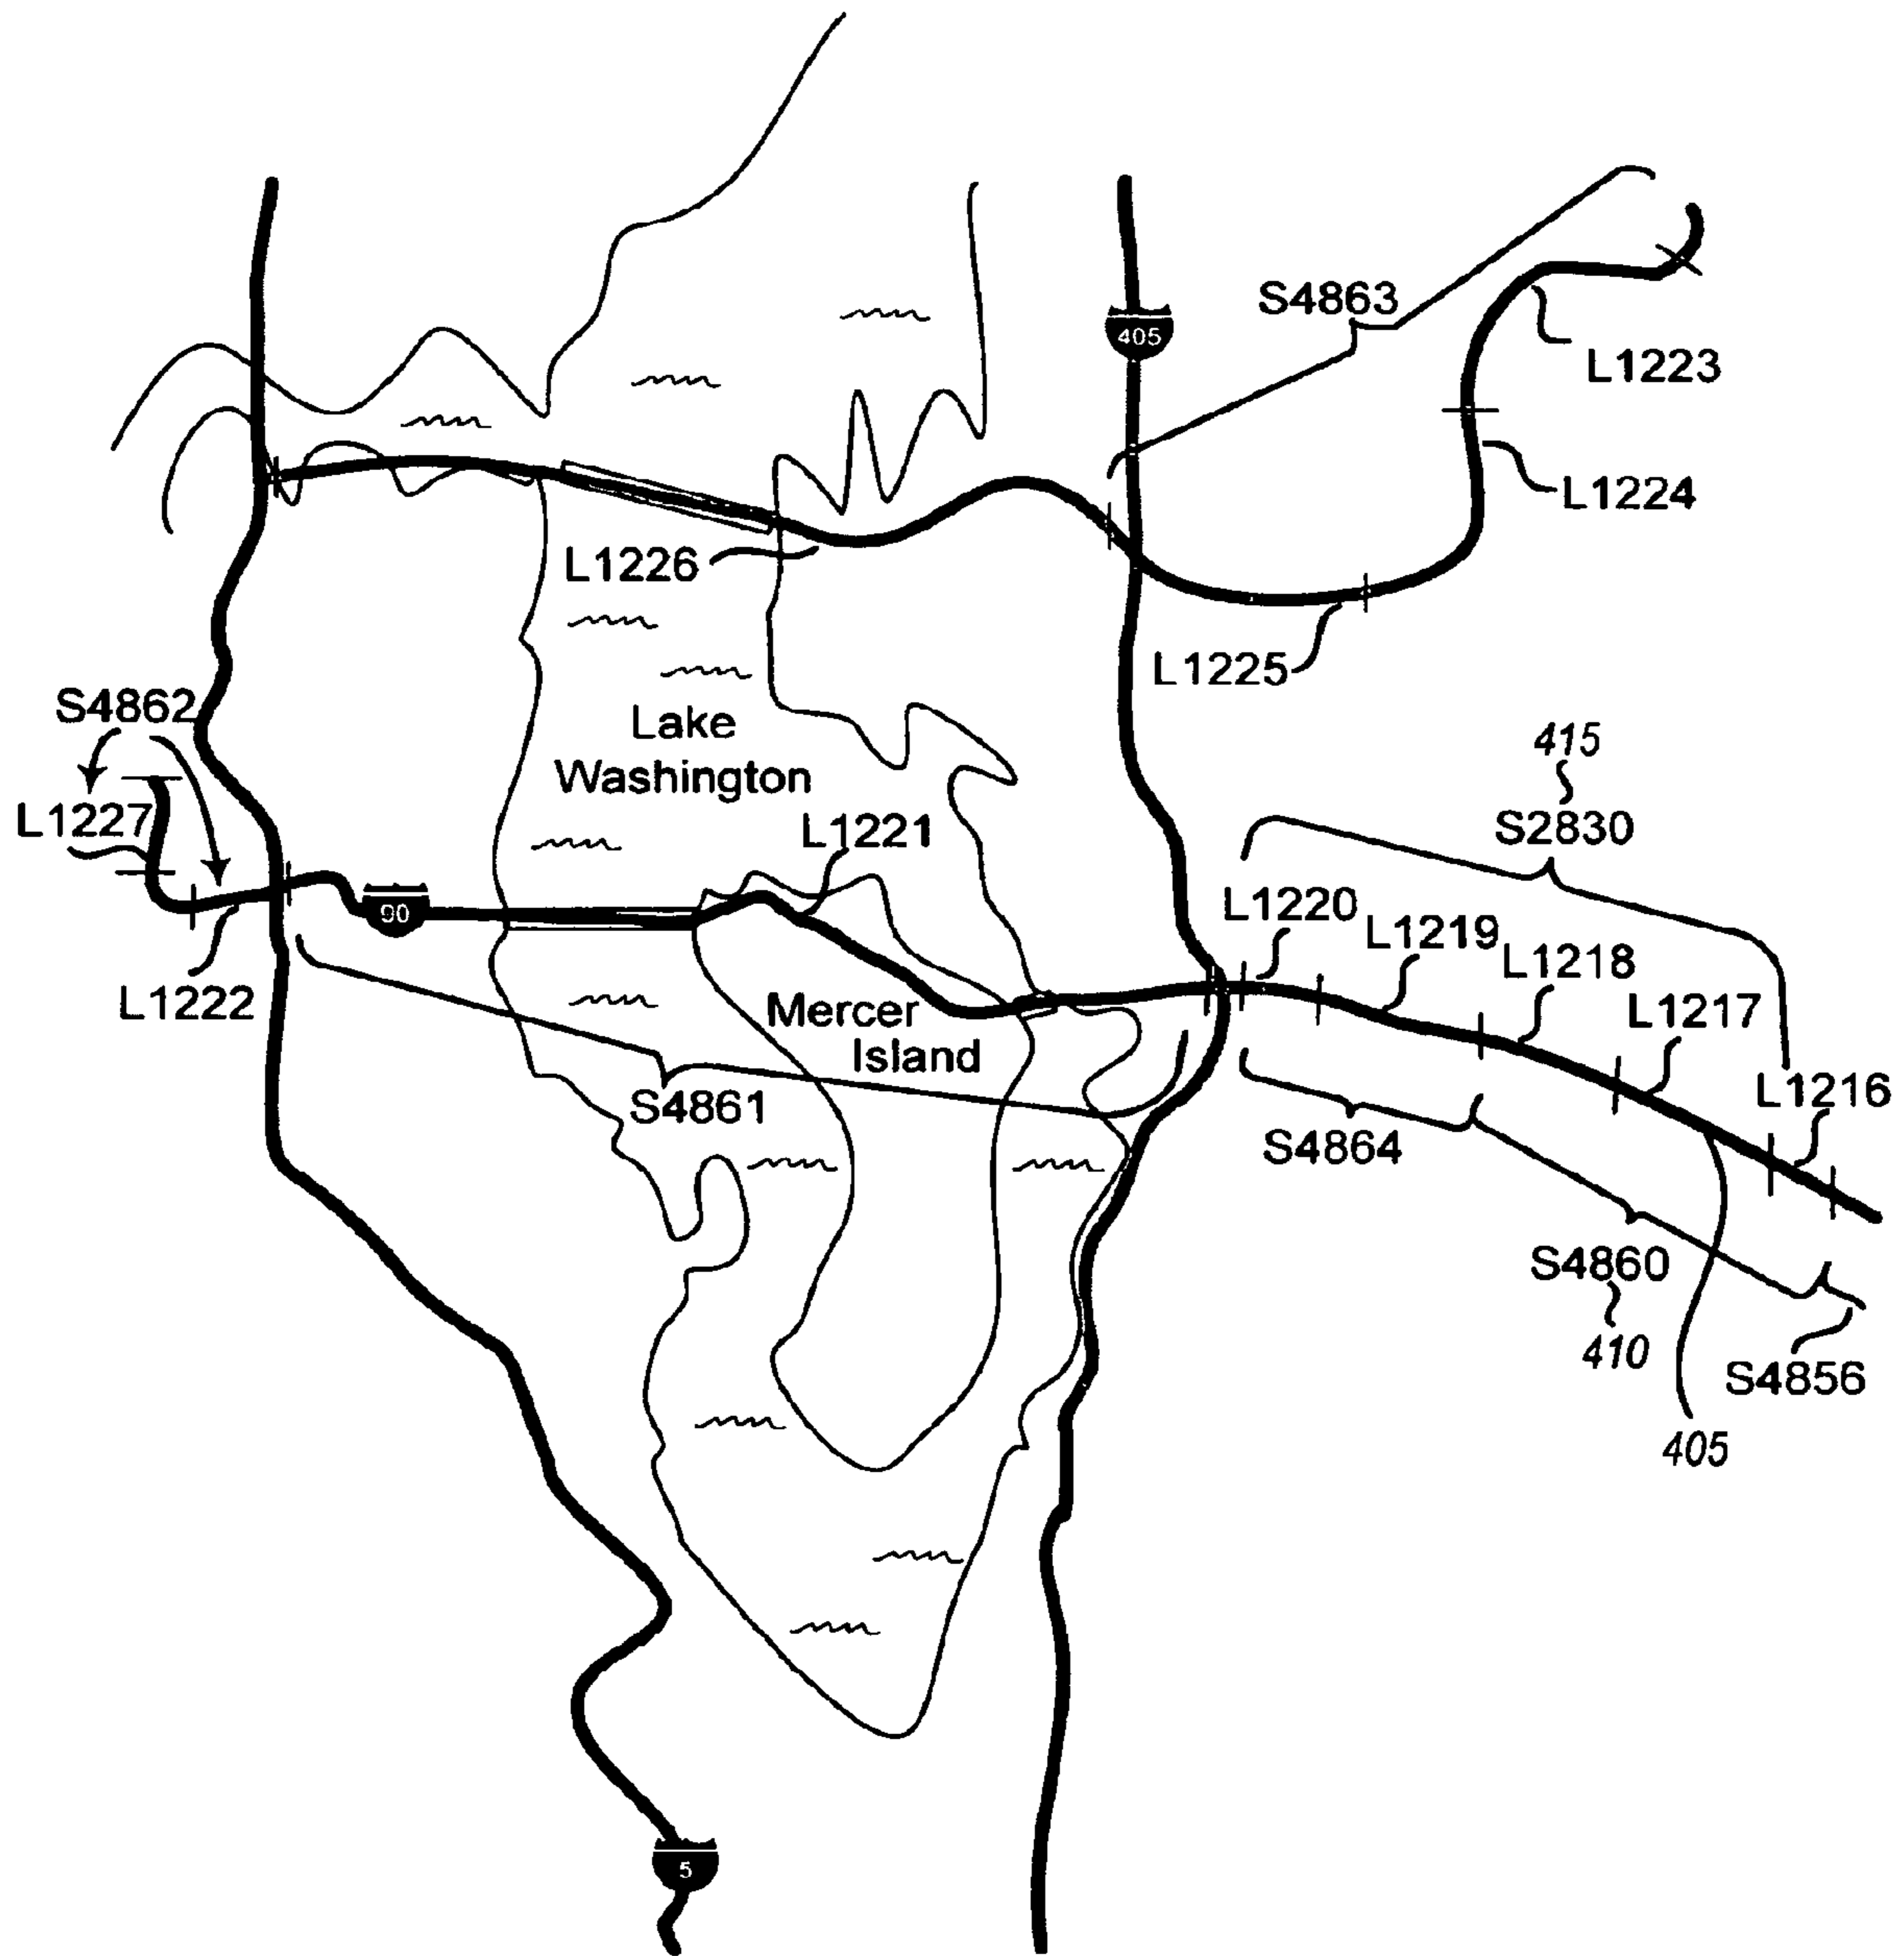 S4863
405
L1223
L1224
L1226
L1225
S4862
Lake
Washington
415
S2830
L1227
L1221
90
L1220
L1219
L1218
L1222
Mercer
Island
L1217
L1216
S4861
S4864
S4860
410
S4856
405
5